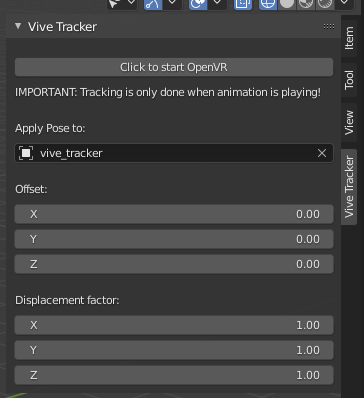 Vive Tracker
Click to start OpenVR
IMPORTANT: Tracking is only done when animation is playing!
Apply Pose to:
vive_tracker
Offset:
X 0.00
Y 0.00
Z 0.00
Displacement factor:
X 1.00
Y 1.00
Z 1.00
Item
Tool
View
Vive Tracker